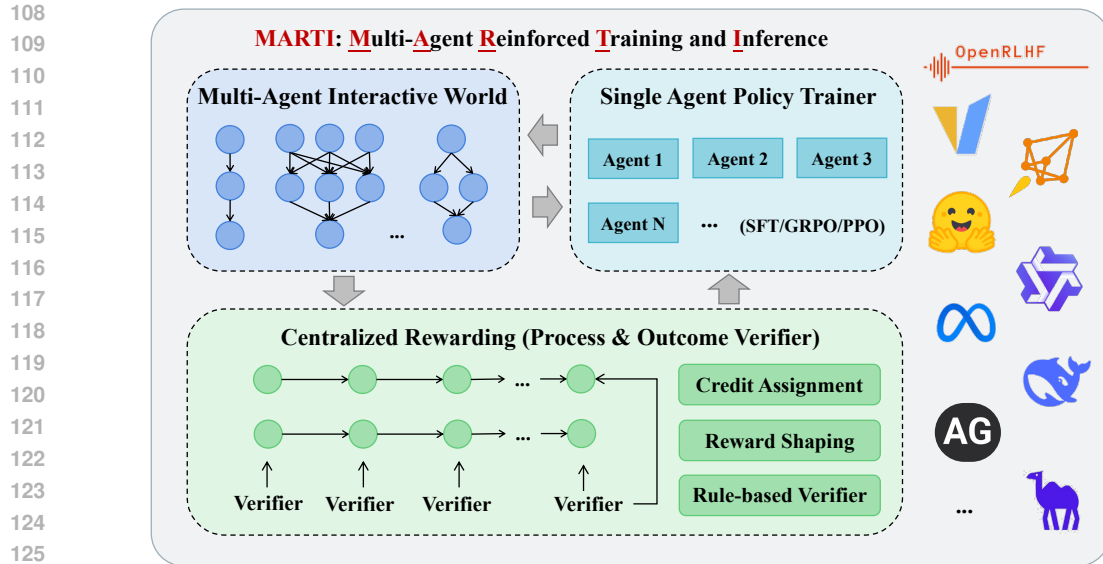 108
109
110
111
112
113
114
115
116
117
118
119
120
121
122
123
124
125
MARTI: Multi-Agent Reinforced Training and Inference
OpenRLHF
Multi-Agent Interactive World
...
Single Agent Policy Trainer
Agent 1 Agent 2 Agent 3
Agent N ... (SFT/GRPO/PPO)
Centralized Rewarding (Process & Outcome Verifier)
...
...
Verifier Verifier Verifier Verifier
Credit Assignment
Reward Shaping
Rule-based Verifier
AG
...